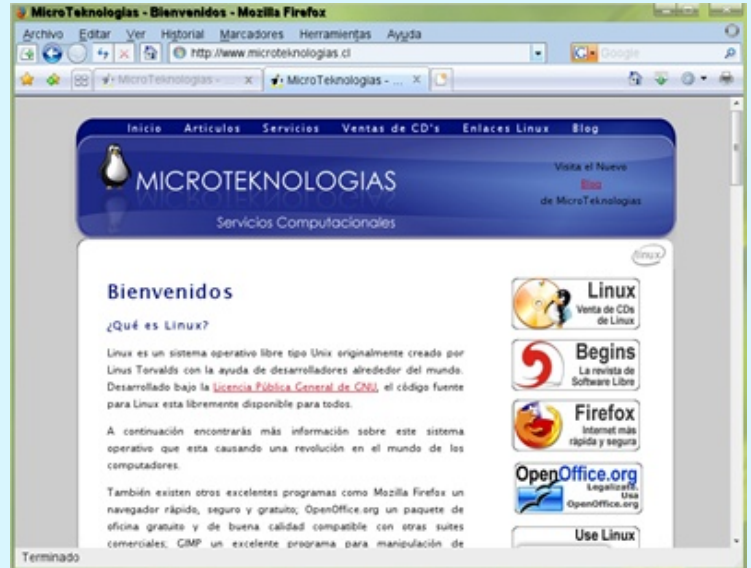 MicroTeknologias - Bienvenidos - Mozilla Firefox
Archivo Editar Ver Historial Marcadores Herramientas Ayuda
http://www.microteknologias.cl
Google
MicroTeknologias - ...
MicroTeknologias - ...
Inicio Articulos Servicios Ventas de CD's Enlaces Linux Blog
MICROTEKNOLOGIAS
Servicios Computacionales
Visita el Nuevo
Blog
de MicroTeknologias
linux
Bienvenidos
¿Qué es Linux?
Linux es un sistema operativo libre tipo Unix originalmente creado por
Linus Torvalds con la ayuda de desarrolladores alrededor del mundo.
Desarrollado bajo la Licencia Pública General de GNU, el código fuente
para Linux esta libremente disponible para todos.
A continuación encontrarás más información sobre este sistema
operativo que esta causando una revolución en el mundo de los
computadores.
También existen otros excelentes programas como Mozilla Firefox un
navegador rápido, seguro y gratuito; OpenOffice.org un paquete de
oficina gratuito y de buena calidad compatible con otras suites
comerciales; GIMP un excelente programa para manipulación de
Linux
Venta de CDs
de Linux
Begins
La revista de
Software Libre
Firefox
Internet más
rápida y segura
OpenOffice.org
Legalizate.
Usa
OpenOffice.org
Use Linux
Terminado